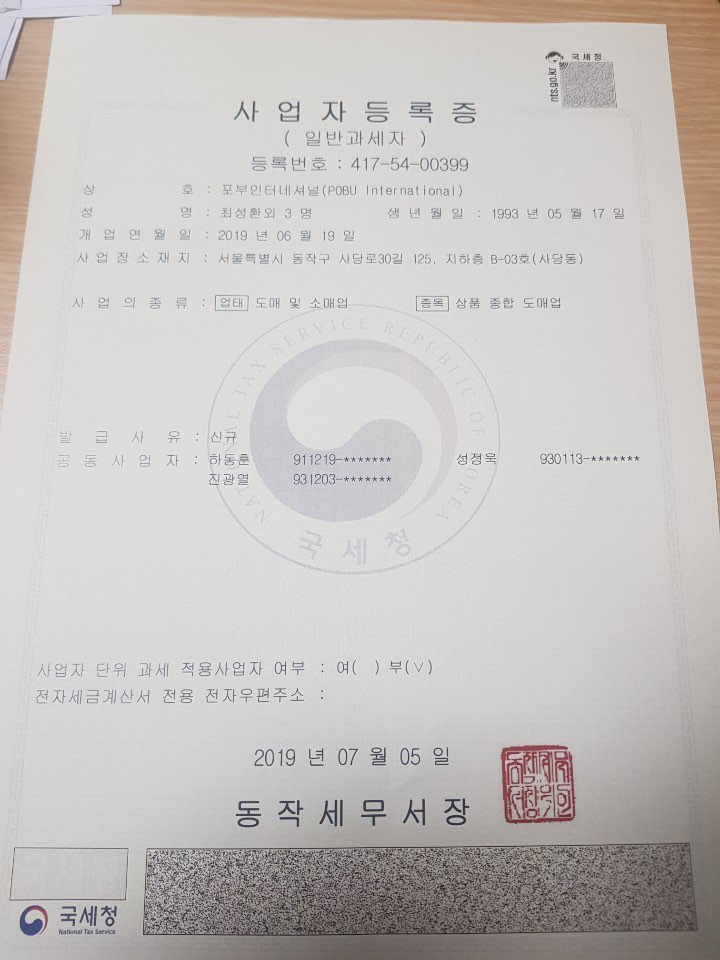 국세청
nts.go.kr
사업자등록증
( 일반과세자 )
등록번호 : 417-54-00399
상 호 : 포부인터네셔널(POBU International)
성 명 : 최성환외 3 명 생 년 월 일 : 1993 년 05 월 17 일
개 업 연 월 일 : 2019 년 06 월 19 일
사 업 장 소 재 지 : 서울특별시 동작구 사당로30길 125, 지하층 B-03호(사당동)
사 업 의 종 류 : 업태 도매 및 소매업 종목 상품 종합 도매업
NATIONAL TAX SERVICE REPUBLIC OF KOREA
발 급 사 유 : 신규
공 동 사 업 자 : 하동훈 911219-******* 성정욱 930113-*******
진광열 931203-*******
국세청
사업자 단위 과세 적용사업자 여부 : 여( ) 부(∨)
전자세금계산서 전용 전자우편주소 :
2019 년 07 월 05 일
동작세무서장
국세청
National Tax Service